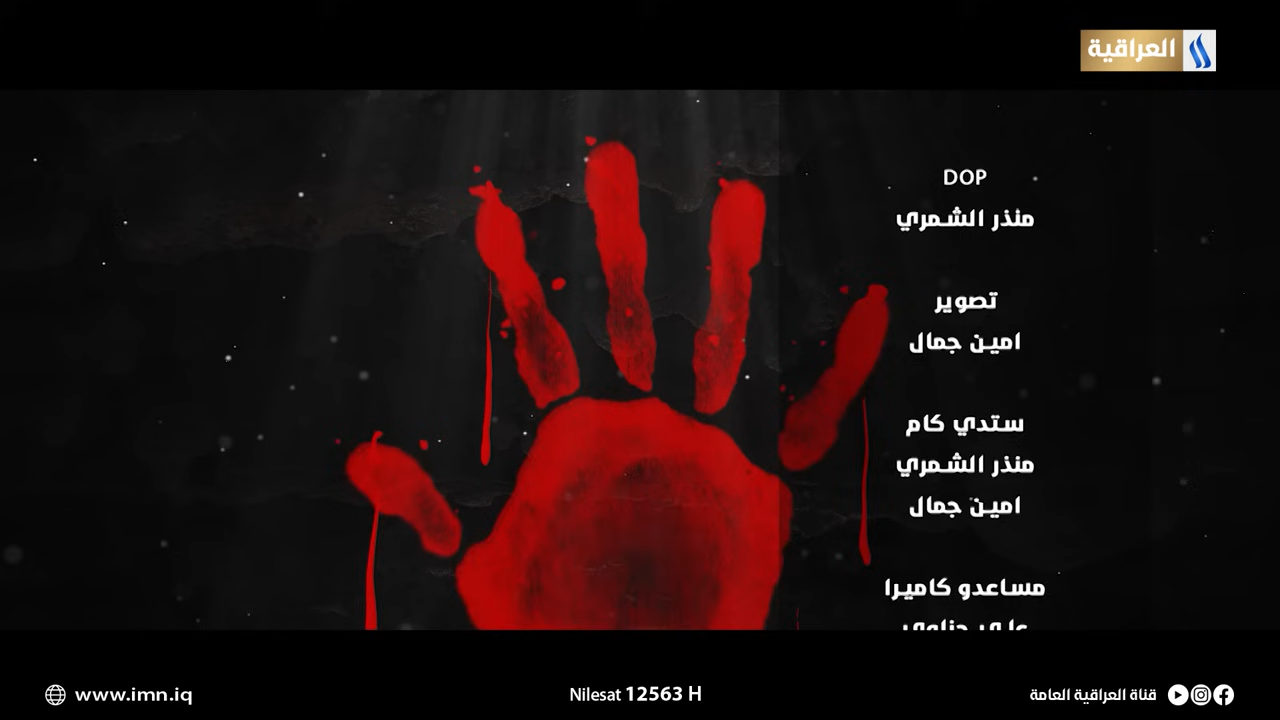 العراقية
DOP
منذر الشمري
تصوير
امين جمال
ستدي كام
منذر الشمري
امين جمال
مساعدو كاميرا
www.imn.iq
Nilesat 12563 H
قناة العراقية العامة